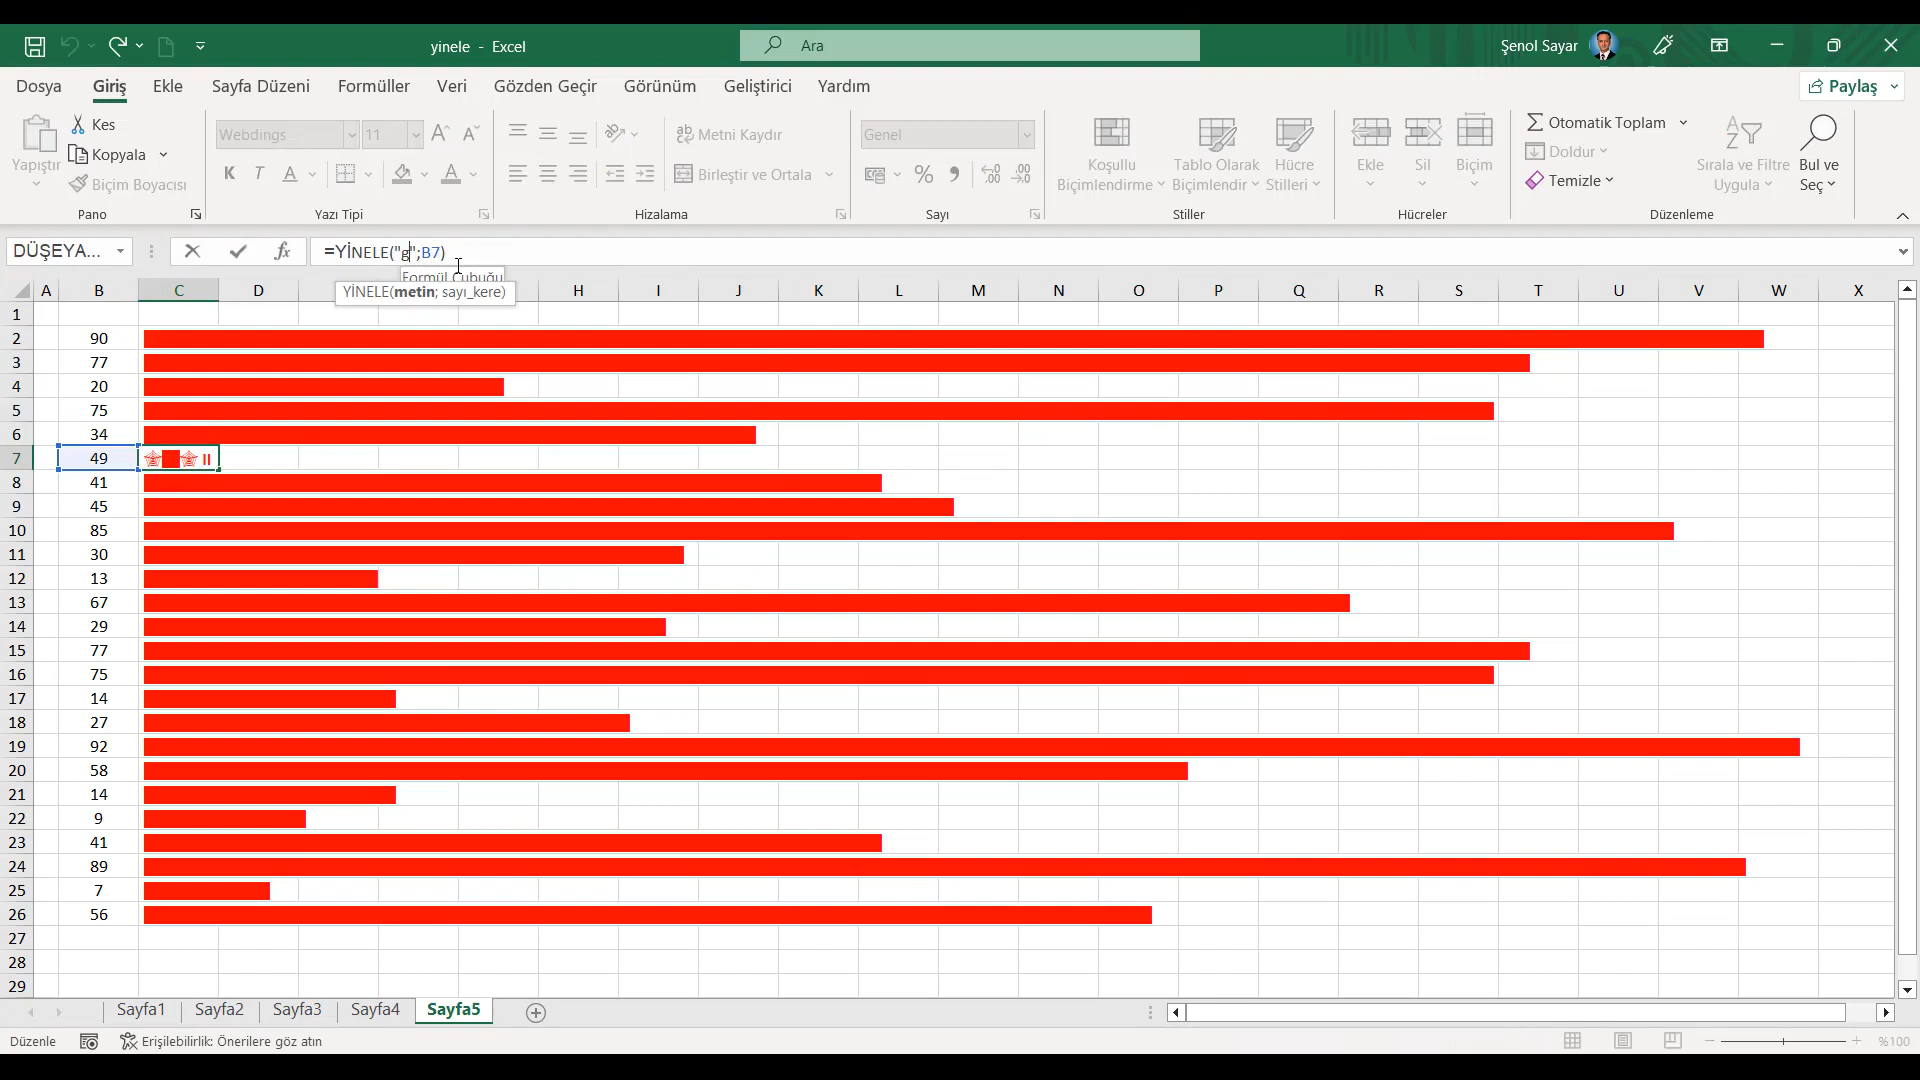 yinele - Excel
Ara
Şenol Sayar
Dosya Giriş Ekle Sayfa Düzeni Formüller Veri Gözden Geçir Görünüm Geliştirici Yardım Paylaş
Yapıştır
Kes
Kopyala
Biçim Boyacısı
Pano
Webdings 11
K T A
Yazı Tipi
Metni Kaydır
Birleştir ve Ortala
Hizalama
Genel
Sayı
Koşullu Biçimlendirme
Tablo Olarak Biçimlendir
Hücre Stilleri
Stiller
Ekle
Sil
Biçim
Hücreler
Otomatik Toplam
Doldur
Temizle
Sırala ve Filtre Uygula
Bul ve Seç
Düzenleme
DÜŞEYA... fx =YİNELE("g";B7)
Formül Çubuğu
YİNELE(metin; sayı_kere)
A B C D H I J K L M N O P Q R S T U V W X
1
2 90
3 77
4 20
5 75
6 34
7 49
8 41
9 45
10 85
11 30
12 13
13 67
14 29
15 77
16 75
17 14
18 27
19 92
20 58
21 14
22 9
23 41
24 89
25 7
26 56
27
28
29
Sayfa1 Sayfa2 Sayfa3 Sayfa4 Sayfa5
Düzenle Erişilebilirlik: Önerilere göz atın %100